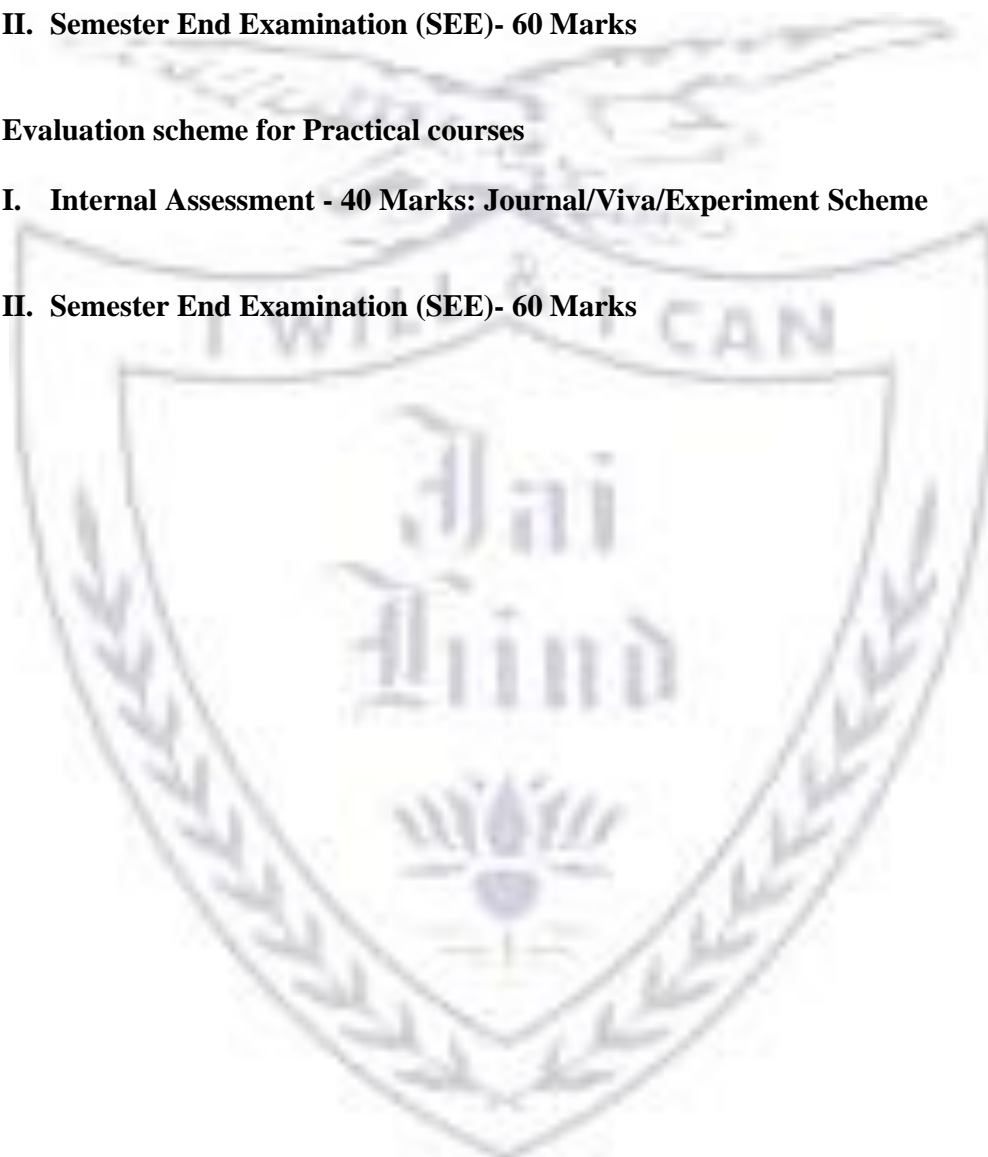 II. Semester End Examination (SEE)- 60 Marks
Evaluation scheme for Practical courses
I. Internal Assessment - 40 Marks: Journal/Viva/Experiment Scheme
II. Semester End Examination (SEE)- 60 Marks
I WILL & I CAN
Jai
Hind